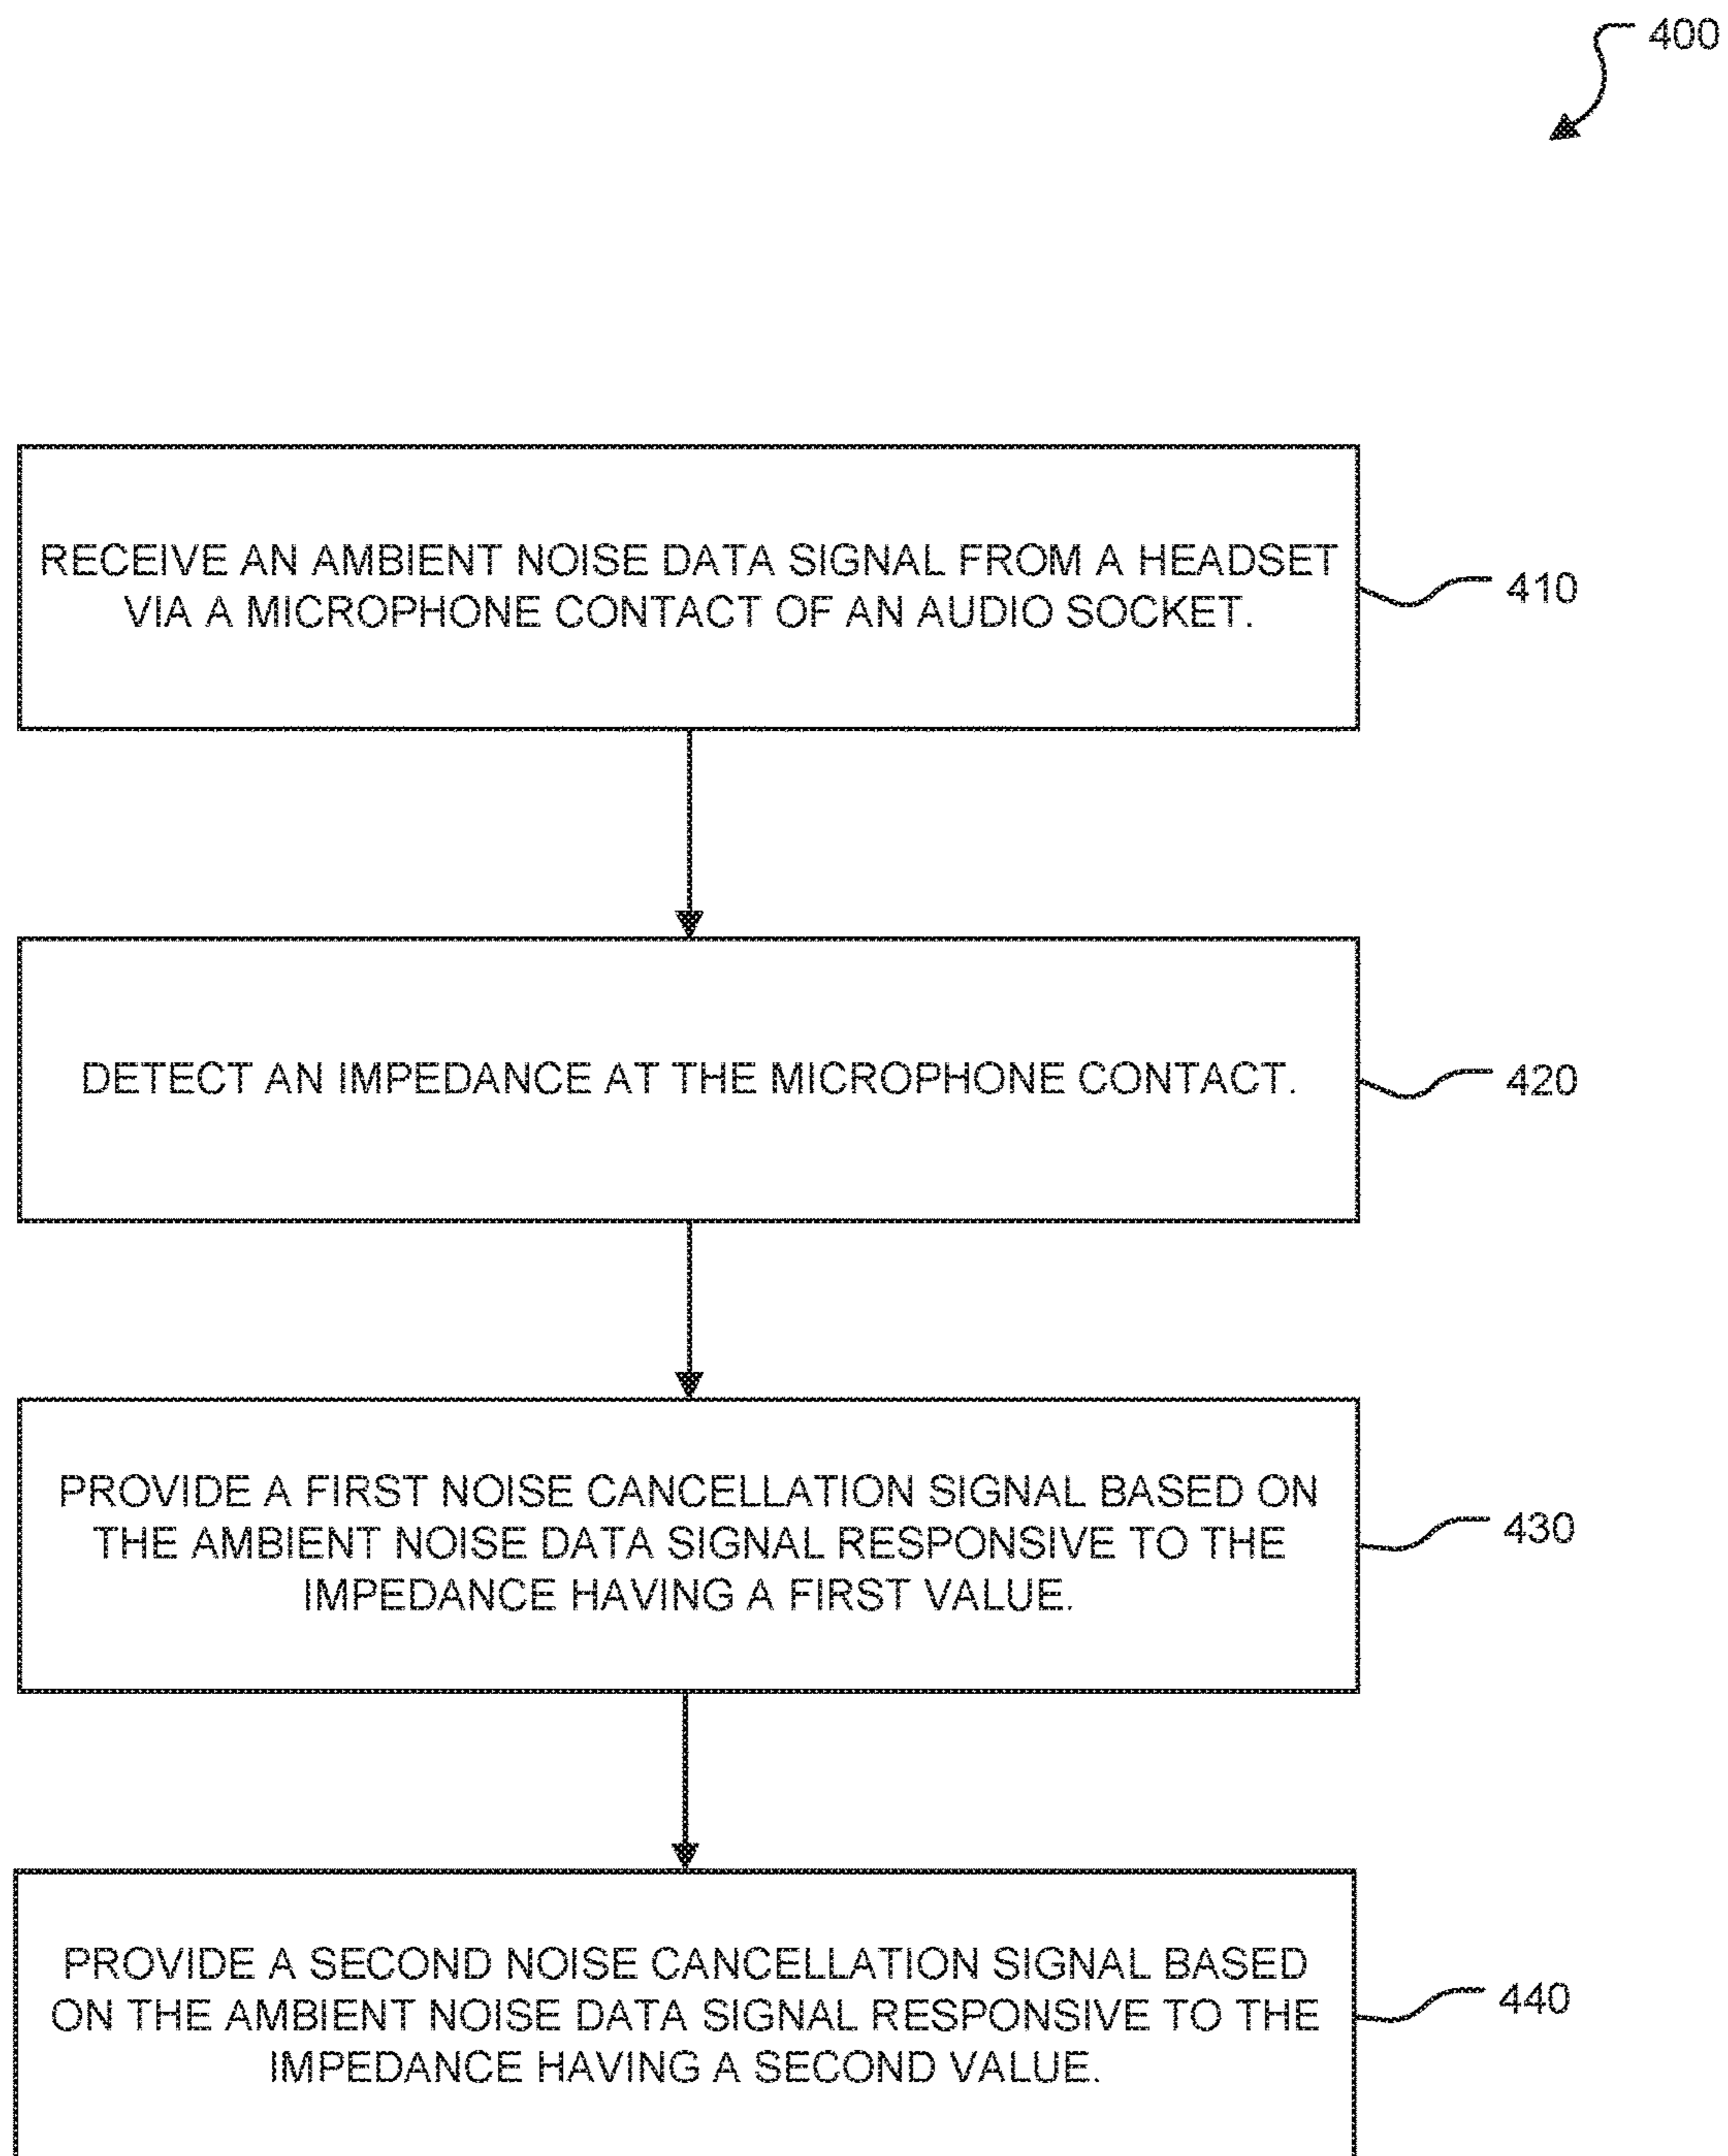 400
RECEIVE AN AMBIENT NOISE DATA SIGNAL FROM A HEADSET
VIA A MICROPHONE CONTACT OF AN AUDIO SOCKET.
410
DETECT AN IMPEDANCE AT THE MICROPHONE CONTACT.
420
PROVIDE A FIRST NOISE CANCELLATION SIGNAL BASED ON
THE AMBIENT NOISE DATA SIGNAL RESPONSIVE TO THE
IMPEDANCE HAVING A FIRST VALUE.
430
PROVIDE A SECOND NOISE CANCELLATION SIGNAL BASED
ON THE AMBIENT NOISE DATA SIGNAL RESPONSIVE TO THE
IMPEDANCE HAVING A SECOND VALUE.
440